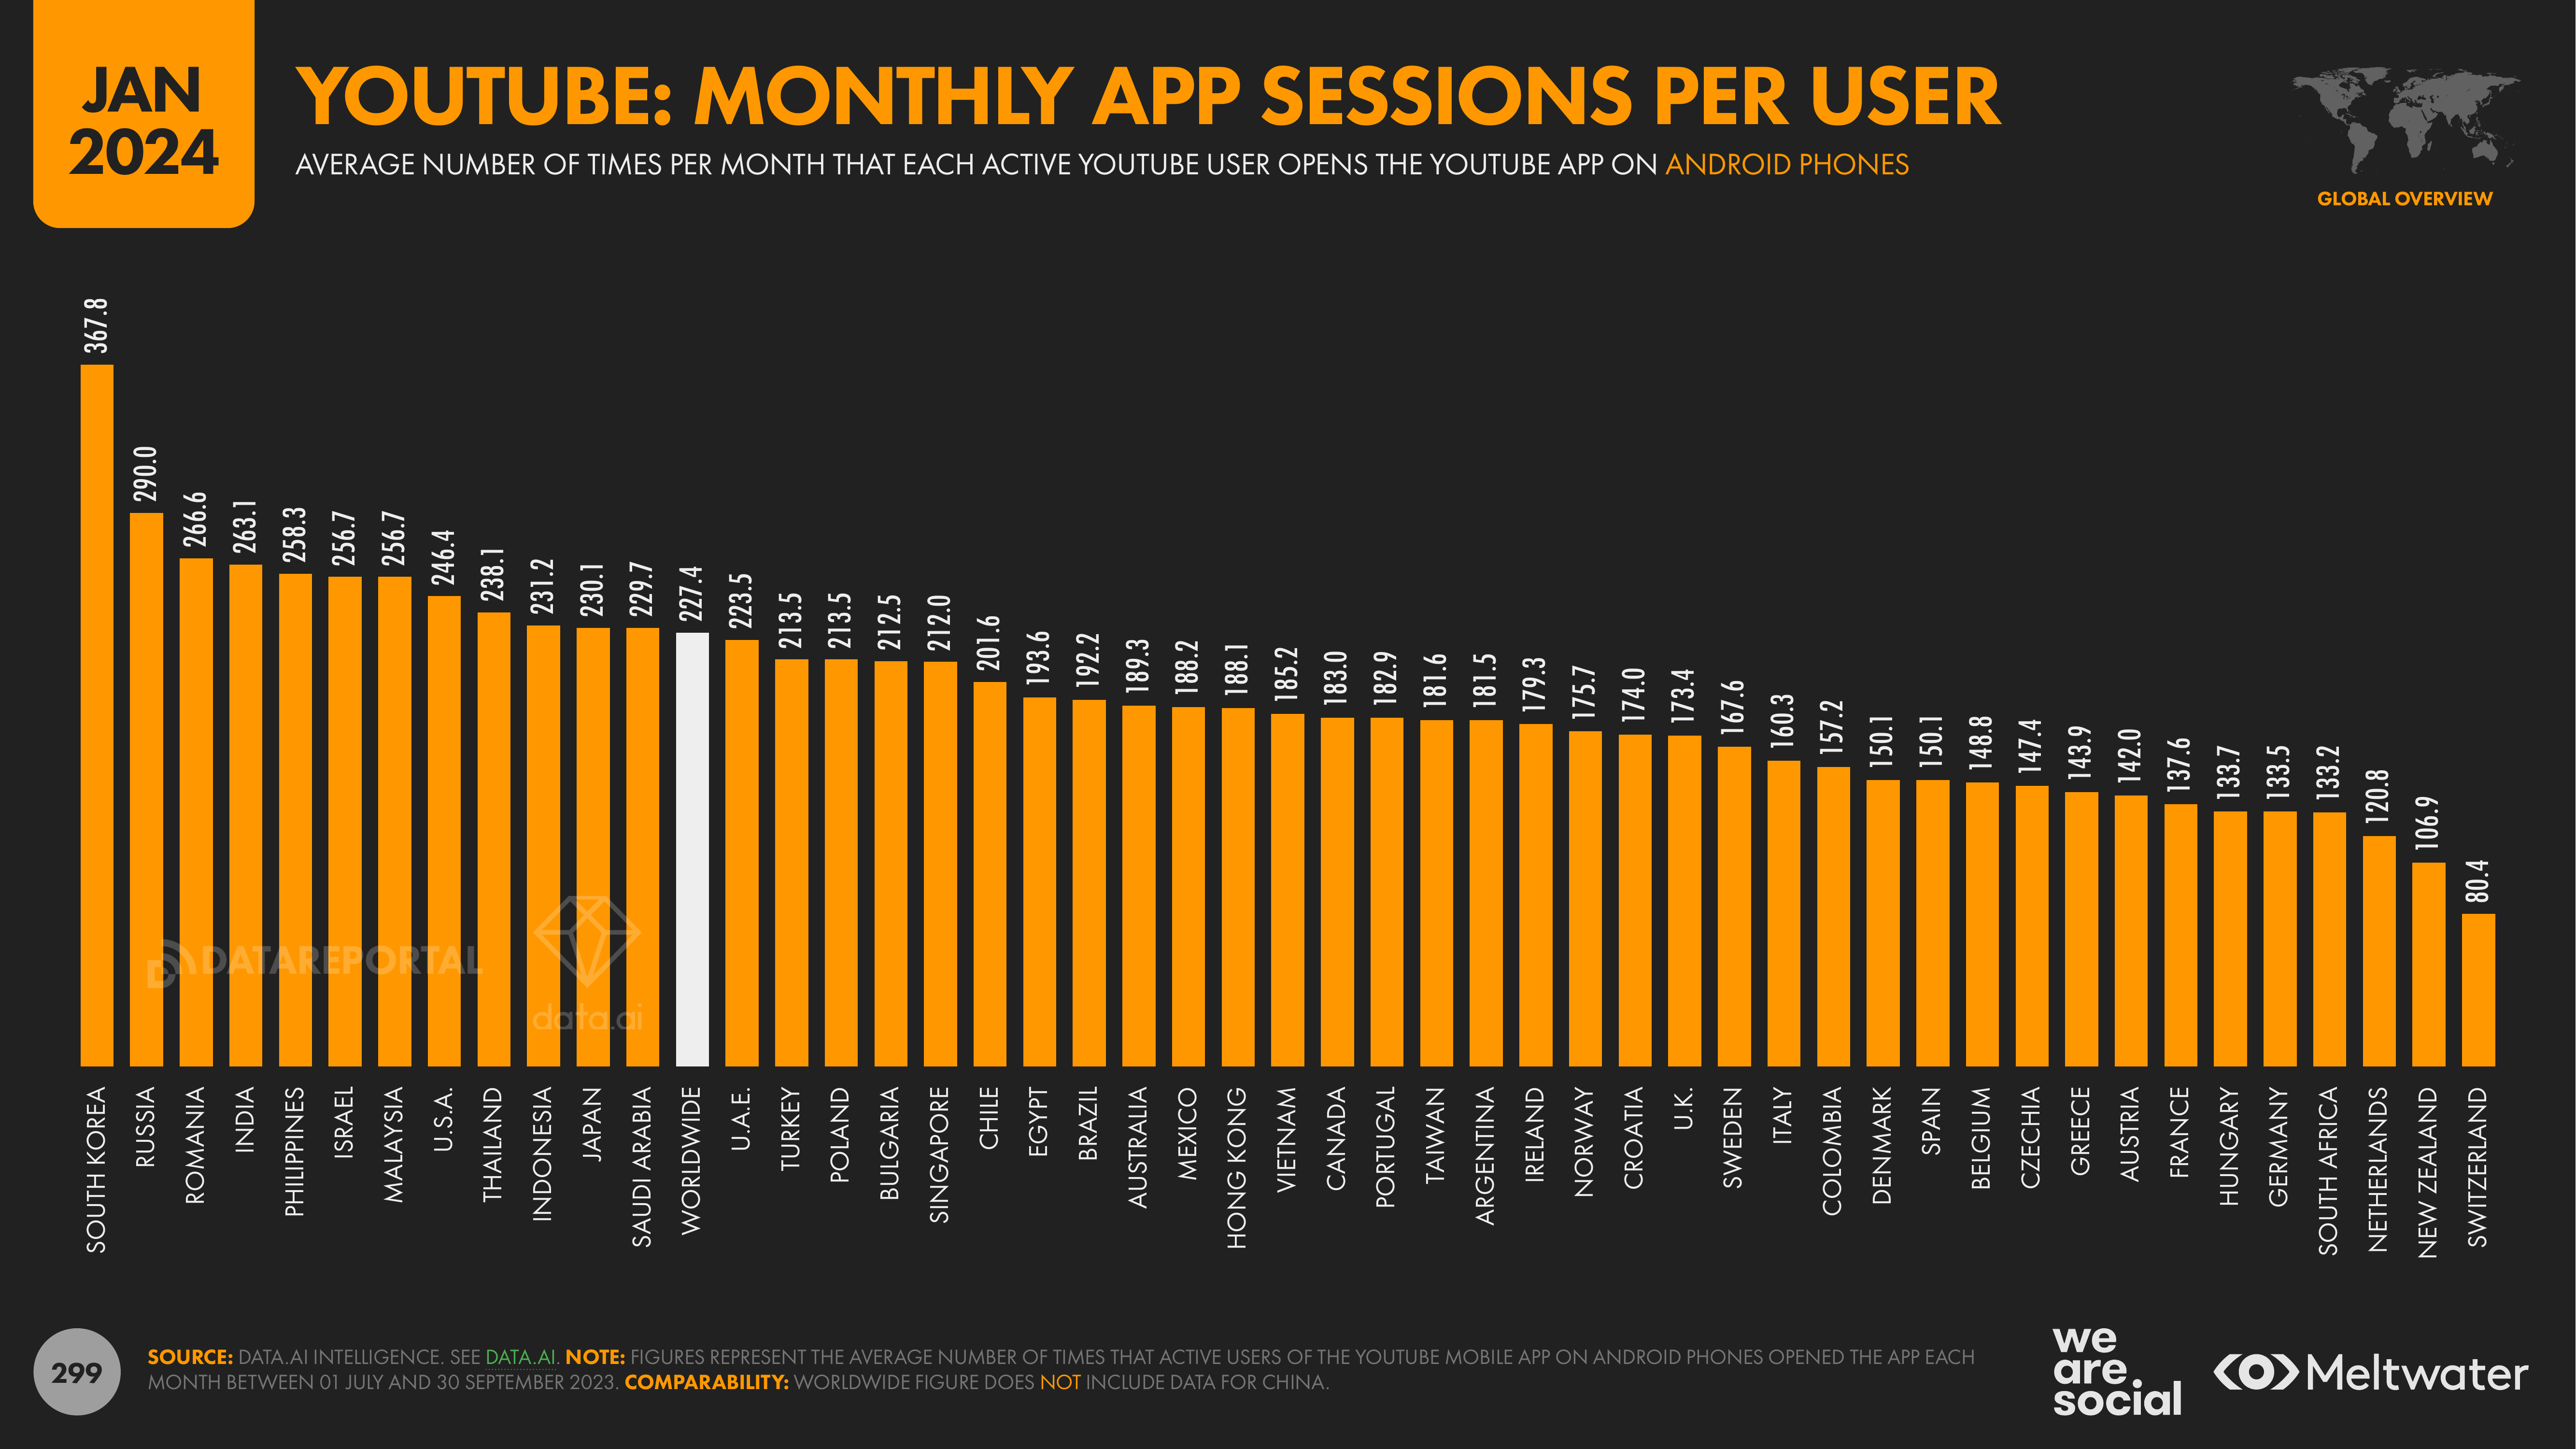 JAN
2024
YOUTUBE: MONTHLY APP SESSIONS PER USER
AVERAGE NUMBER OF TIMES PER MONTH THAT EACH ACTIVE YOUTUBE USER OPENS THE YOUTUBE APP ON ANDROID PHONES
GLOBAL OVERVIEW
367.8
290.0
266.6
263.1
258.3
256.7
256.7
246.4
238.1
231.2
230.1
229.7
227.4
223.5
213.5
213.5
212.5
212.0
201.6
193.6
192.2
189.3
188.2
188.1
185.2
183.0
182.9
181.6
181.5
179.3
175.7
174.0
173.4
167.6
160.3
157.2
150.1
150.1
148.8
147.4
143.9
142.0
137.6
133.7
133.5
133.2
120.8
106.9
80.4
DATAREPORTAL
data.ai
SOUTH KOREA
RUSSIA
ROMANIA
INDIA
PHILIPPINES
ISRAEL
MALAYSIA
U.S.A.
THAILAND
INDONESIA
JAPAN
SAUDI ARABIA
WORLDWIDE
U.A.E.
TURKEY
POLAND
BULGARIA
SINGAPORE
CHILE
EGYPT
BRAZIL
AUSTRALIA
MEXICO
HONG KONG
VIETNAM
CANADA
PORTUGAL
TAIWAN
ARGENTINA
IRELAND
NORWAY
CROATIA
U.K.
SWEDEN
ITALY
COLOMBIA
DENMARK
SPAIN
BELGIUM
CZECHIA
GREECE
AUSTRIA
FRANCE
HUNGARY
GERMANY
SOUTH AFRICA
NETHERLANDS
NEW ZEALAND
SWITZERLAND
299
SOURCE: DATA.AI INTELLIGENCE. SEE DATA.AI. NOTE: FIGURES REPRESENT THE AVERAGE NUMBER OF TIMES THAT ACTIVE USERS OF THE YOUTUBE MOBILE APP ON ANDROID PHONES OPENED THE APP EACH
MONTH BETWEEN 01 JULY AND 30 SEPTEMBER 2023. COMPARABILITY: WORLDWIDE FIGURE DOES NOT INCLUDE DATA FOR CHINA.
we
are
social
Meltwater